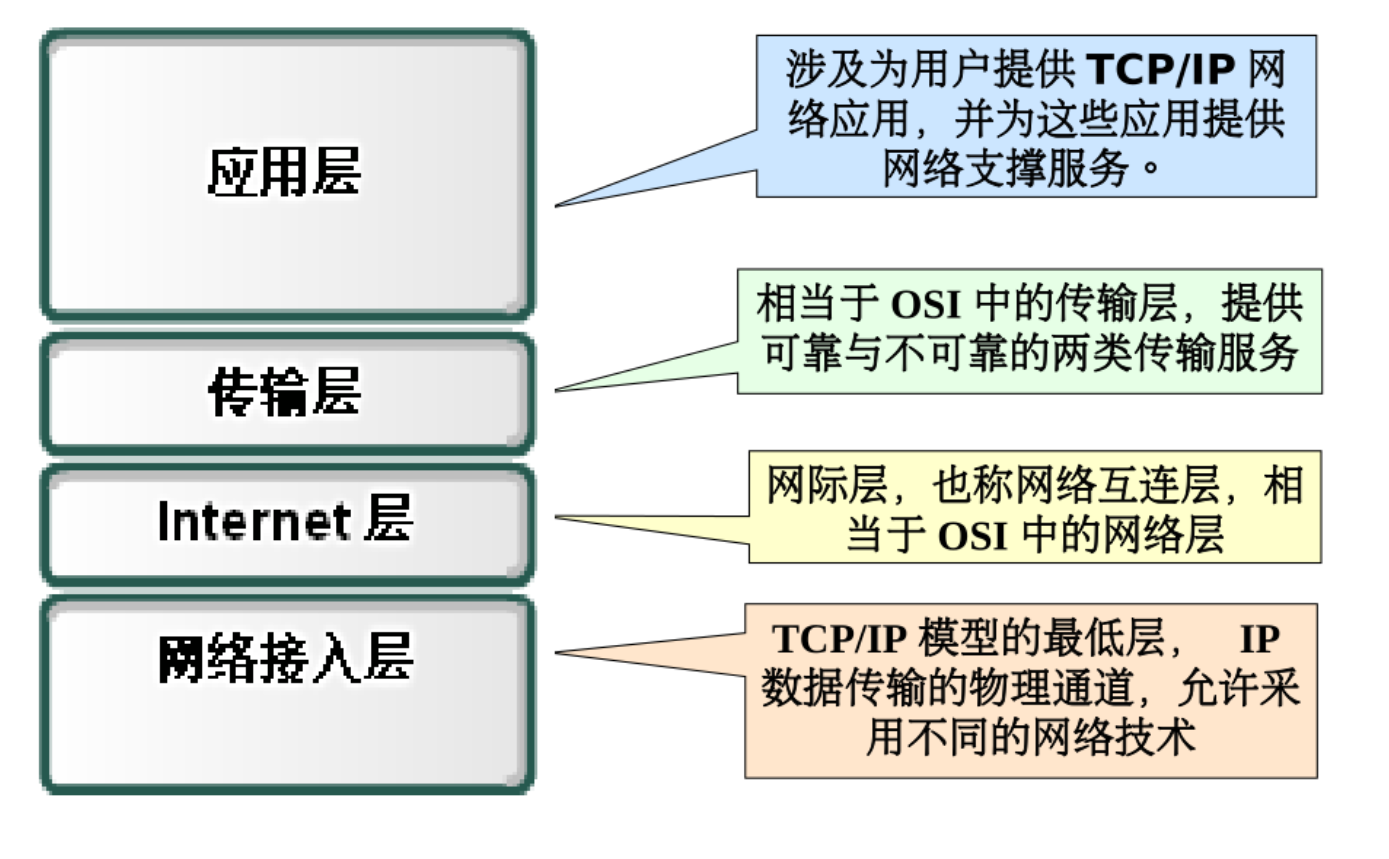 应用层
涉及为用户提供 TCP/IP 网
络应用，并为这些应用提供
网络支撑服务。
传输层
相当于 OSI 中的传输层，提供
可靠与不可靠的两类传输服务
Internet 层
网际层，也称网络互连层，相
当于 OSI 中的网络层
网络接入层
TCP/IP 模型的最低层， IP
数据传输的物理通道，允许采
用不同的网络技术